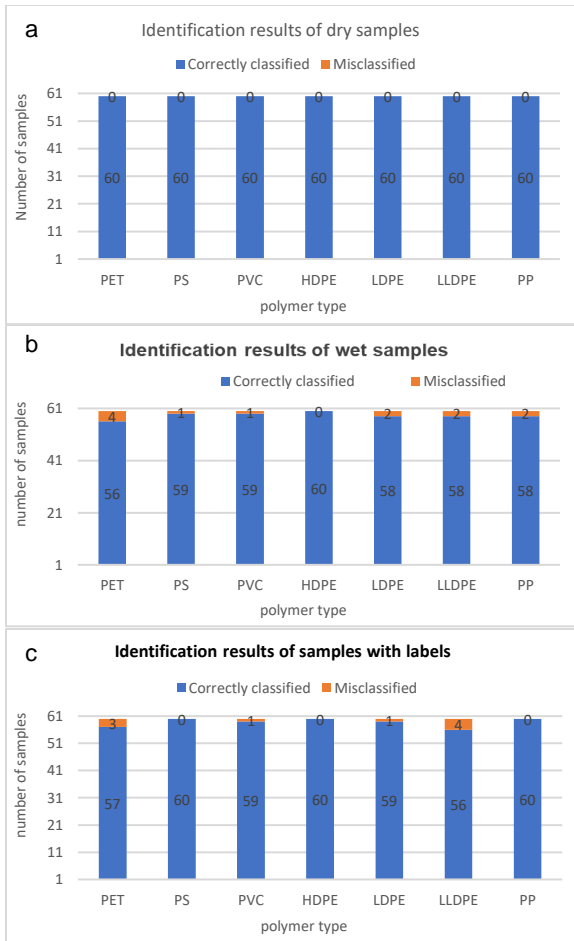 a
Identification results of dry samples
Correctly classified Misclassified
Number of samples
61
51
41
31
21
11
1
0 0 0 0 0 0 0
60 60 60 60 60 60 60
PET PS PVC HDPE LDPE LLDPE PP
polymer type
b
Identification results of wet samples
Correctly classified Misclassified
number of samples
61
41
21
1
4 1 1 0 2 2 2
56 59 59 60 58 58 58
PET PS PVC HDPE LDPE LLDPE PP
polymer type
c
Identification results of samples with labels
Correctly classified Misclassified
number of samples
61
51
41
31
21
11
1
3 0 1 0 1 4 0
57 60 59 60 59 56 60
PET PS PVC HDPE LDPE LLDPE PP
polymer type